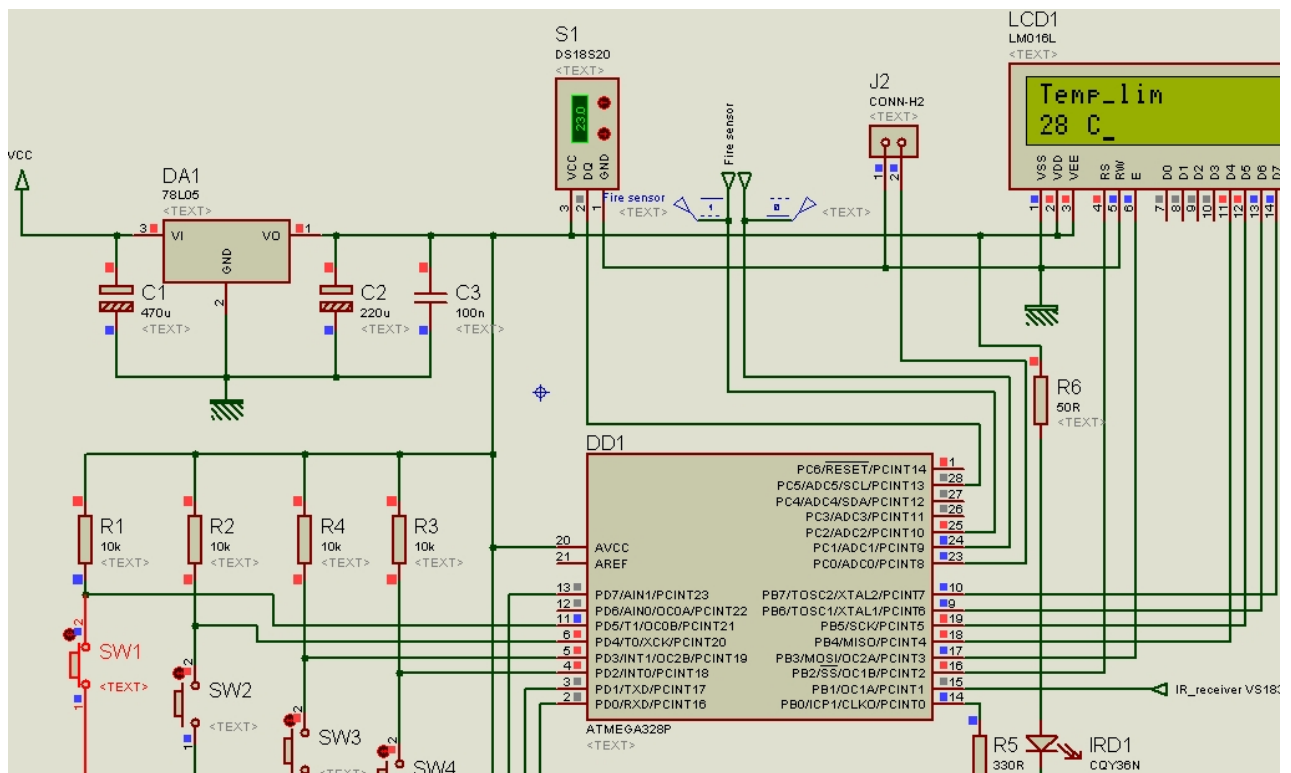 LCD1
LM016L
<TEXT>
Temp_lim
28 C_
VSS
VDD
VEE
RS
RW
E
D0
D1
D2
D3
D4
D5
D6
D7
1
2
3
4
5
6
7
8
9
10
11
12
13
14
S1
DS18S20
<TEXT>
23.0
VCC
DQ
GND
3
2
1
J2
CONN-H2
<TEXT>
1
2
Fire sensor
Fire sensor
<TEXT>
1
0
<TEXT>
VCC
DA1
78L05
<TEXT>
3
VI
VO
1
GND
2
C1
470u
<TEXT>
C2
220u
<TEXT>
C3
100n
<TEXT>
R6
50R
<TEXT>
R1
10k
<TEXT>
R2
10k
<TEXT>
R4
10k
<TEXT>
R3
10k
<TEXT>
DD1
20
AVCC
21
AREF
13
PD7/AIN1/PCINT23
12
PD6/AIN0/OC0A/PCINT22
11
PD5/T1/OC0B/PCINT21
6
PD4/T0/XCK/PCINT20
5
PD3/INT1/OC2B/PCINT19
4
PD2/INT0/PCINT18
3
PD1/TXD/PCINT17
2
PD0/RXD/PCINT16
PC6/RESET/PCINT14
1
PC5/ADC5/SCL/PCINT13
28
PC4/ADC4/SDA/PCINT12
27
PC3/ADC3/PCINT11
26
PC2/ADC2/PCINT10
25
PC1/ADC1/PCINT9
24
PC0/ADC0/PCINT8
23
PB7/TOSC2/XTAL2/PCINT7
10
PB6/TOSC1/XTAL1/PCINT6
9
PB5/SCK/PCINT5
19
PB4/MISO/PCINT4
18
PB3/MOSI/OC2A/PCINT3
17
PB2/SS/OC1B/PCINT2
16
PB1/OC1A/PCINT1
15
PB0/ICP1/CLKO/PCINT0
14
ATMEGA328P
<TEXT>
IR_receiver VS183
SW1
<TEXT>
2
1
SW2
<TEXT>
2
1
SW3
<TEXT>
2
SW4
2
R5
330R
IRD1
CQY36N